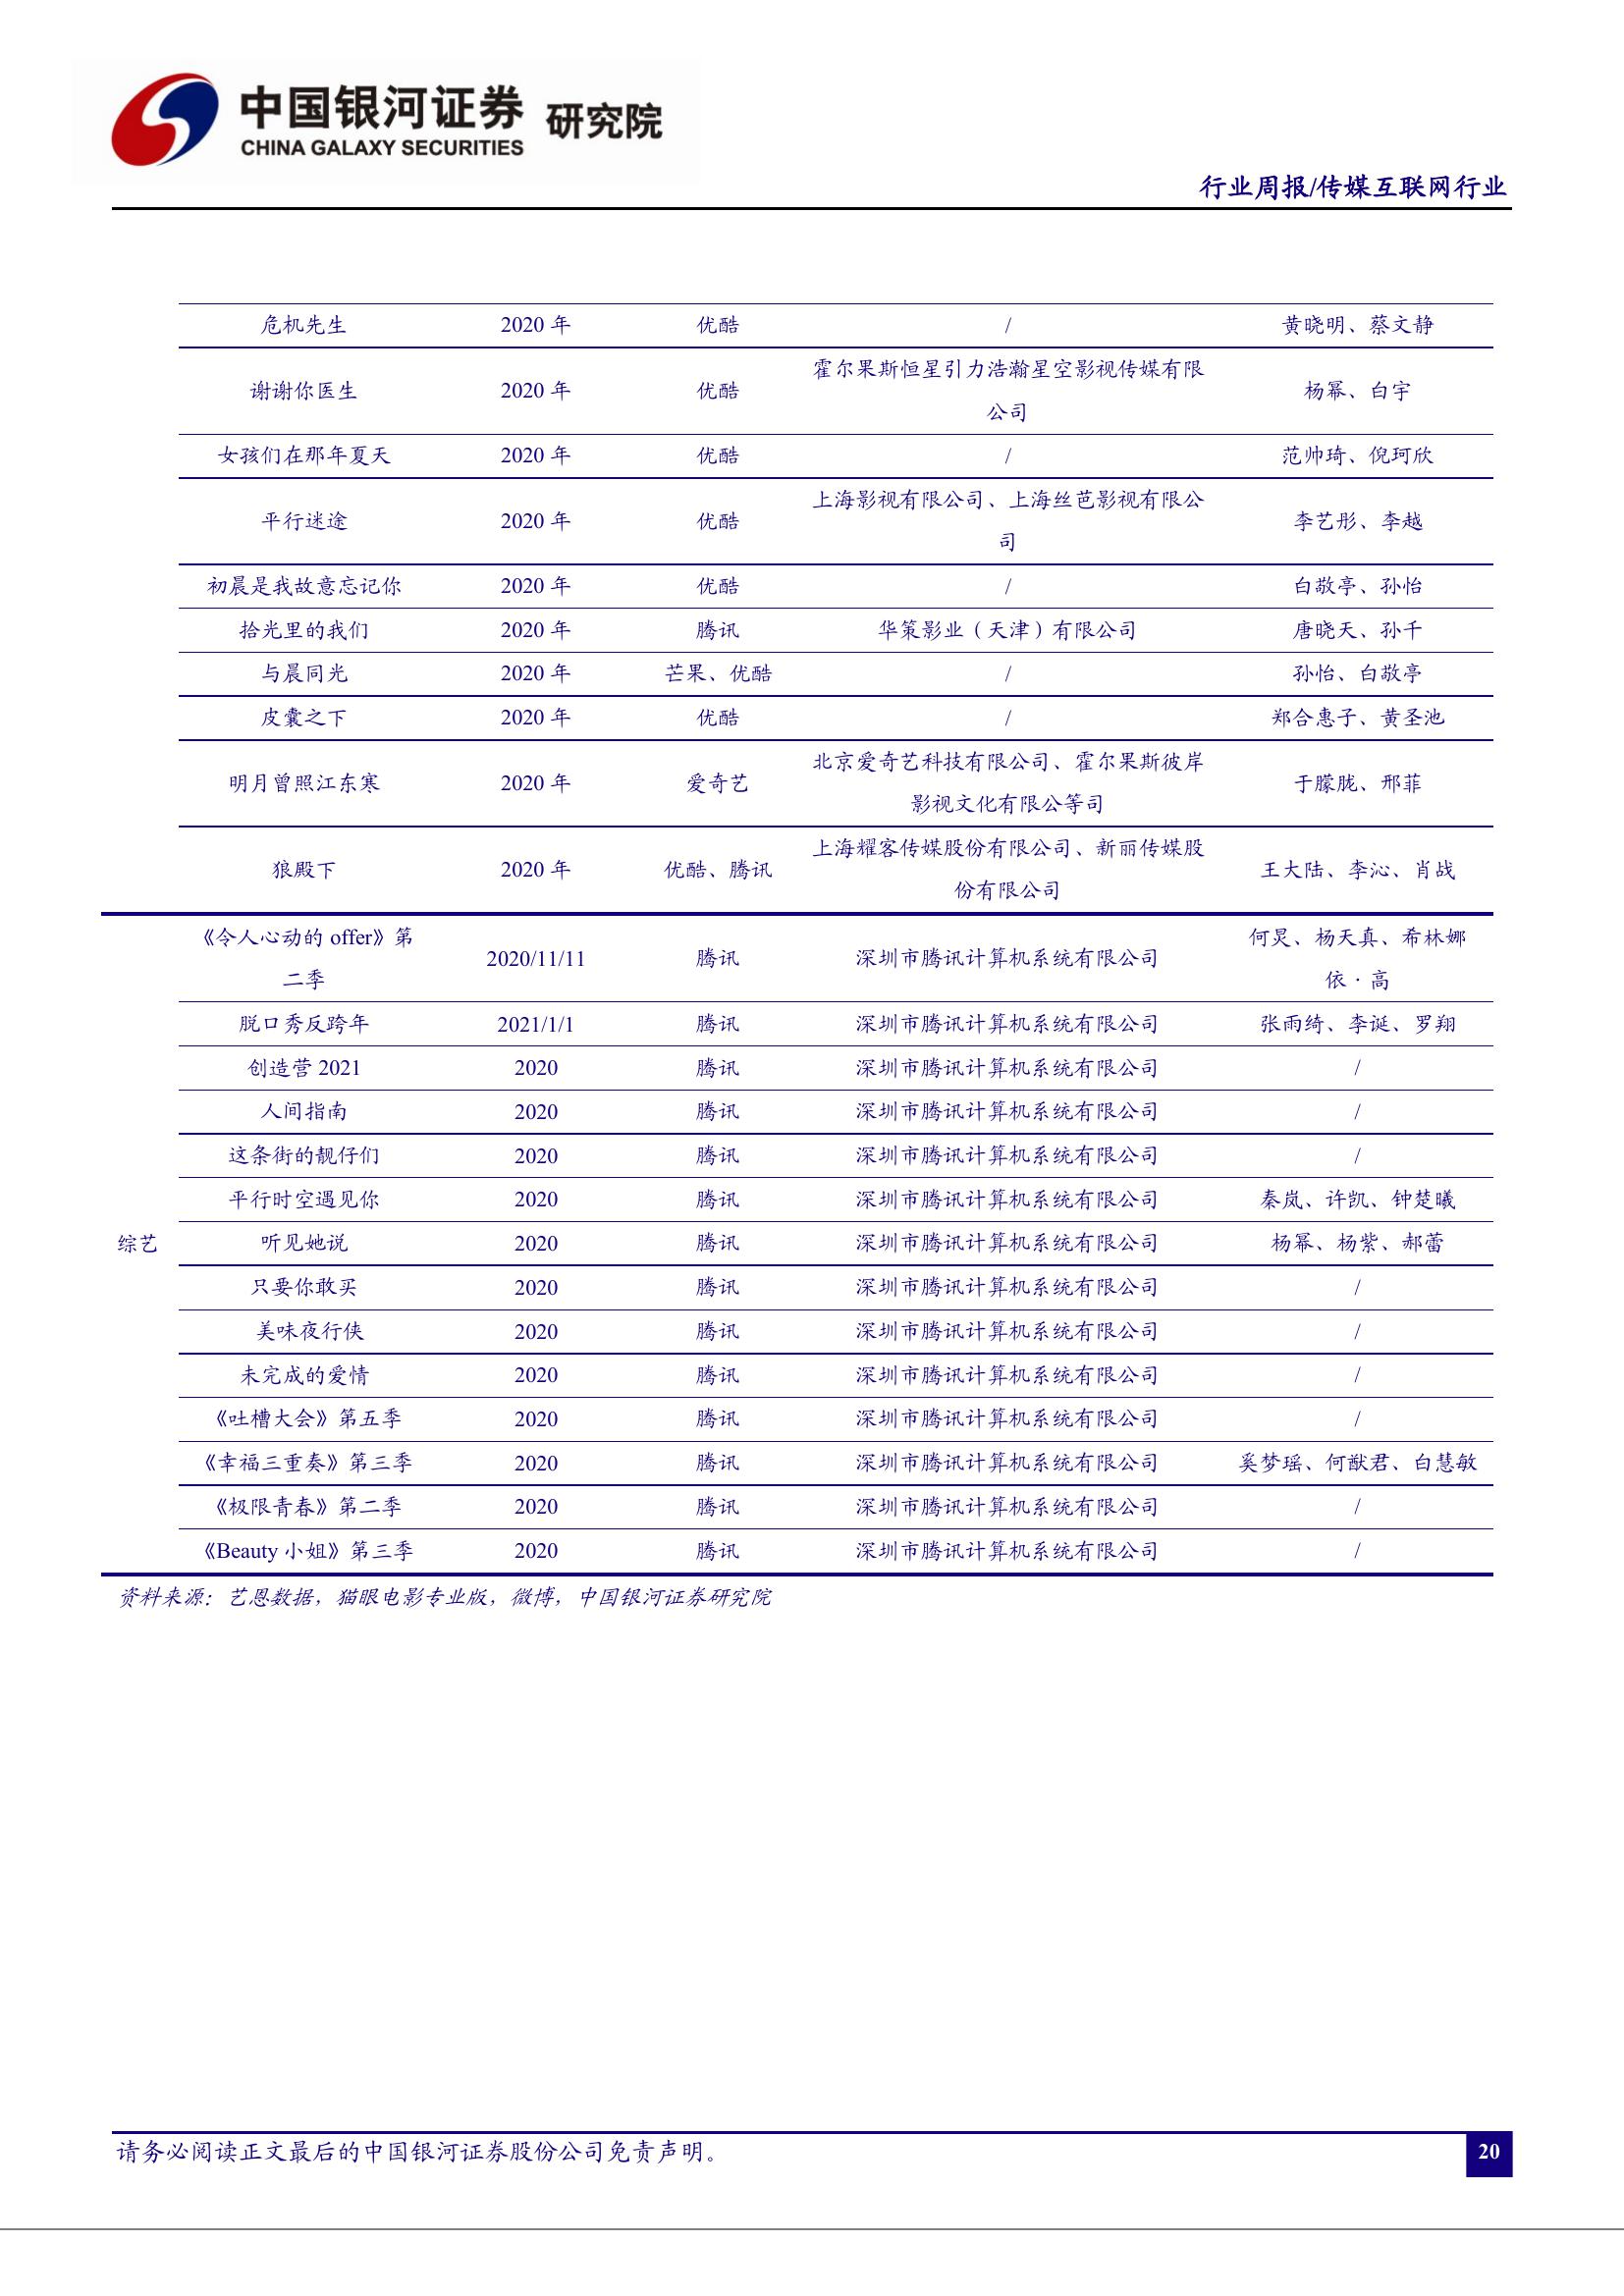 中国银河证券 研究院
CHINA GALAXY SECURITIES
行业周报/传媒互联网行业
危机先生 2020 年 优酷 / 黄晓明、蔡文静
谢谢你医生 2020 年 优酷 霍尔果斯恒星引力浩瀚星空影视传媒有限 杨幂、白宇
公司
女孩们在那年夏天 2020 年 优酷 / 范帅琦、倪珂欣
平行迷途 2020 年 优酷 上海影视有限公司、上海丝芭影视有限公 李艺彤、李越
司
初晨是我故意忘记你 2020 年 优酷 / 白敬亭、孙怡
拾光里的我们 2020 年 腾讯 华策影业（天津）有限公司 唐晓天、孙千
与晨同光 2020 年 芒果、优酷 / 孙怡、白敬亭
皮囊之下 2020 年 优酷 / 郑合惠子、黄圣池
明月曾照江东寒 2020 年 爱奇艺 北京爱奇艺科技有限公司、霍尔果斯彼岸 于朦胧、邢菲
影视文化有限公等司
狼殿下 2020 年 优酷、腾讯 上海耀客传媒股份有限公司、新丽传媒股 王大陆、李沁、肖战
份有限公司
《令人心动的 offer》第 2020/11/11 腾讯 深圳市腾讯计算机系统有限公司 何炅、杨天真、希林娜
二季 依·高
脱口秀反跨年 2021/1/1 腾讯 深圳市腾讯计算机系统有限公司 张雨绮、李诞、罗翔
创造营 2021 2020 腾讯 深圳市腾讯计算机系统有限公司 /
人间指南 2020 腾讯 深圳市腾讯计算机系统有限公司 /
这条街的靓仔们 2020 腾讯 深圳市腾讯计算机系统有限公司 /
平行时空遇见你 2020 腾讯 深圳市腾讯计算机系统有限公司 秦岚、许凯、钟楚曦
综艺 听见她说 2020 腾讯 深圳市腾讯计算机系统有限公司 杨幂、杨紫、郝蕾
只要你敢买 2020 腾讯 深圳市腾讯计算机系统有限公司 /
美味夜行侠 2020 腾讯 深圳市腾讯计算机系统有限公司 /
未完成的爱情 2020 腾讯 深圳市腾讯计算机系统有限公司 /
《吐槽大会》第五季 2020 腾讯 深圳市腾讯计算机系统有限公司 /
《幸福三重奏》第三季 2020 腾讯 深圳市腾讯计算机系统有限公司 奚梦瑶、何猷君、白慧敏
《极限青春》第二季 2020 腾讯 深圳市腾讯计算机系统有限公司 /
《Beauty 小姐》第三季 2020 腾讯 深圳市腾讯计算机系统有限公司 /
资料来源：艺恩数据，猫眼电影专业版，微博，中国银河证券研究院
请务必阅读正文最后的中国银河证券股份公司免责声明。
20